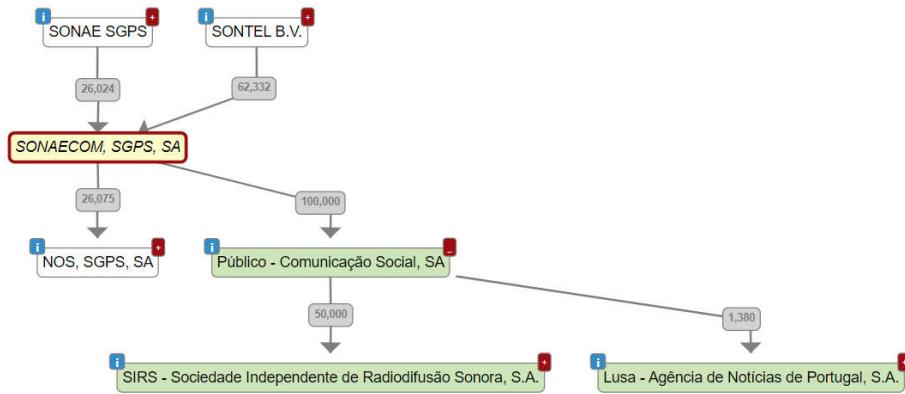 i
+
SONAE SGPS
i
+
SONTEL B.V.
26,024
62,332
SONAECOM, SGPS, SA
26,075
100,000
i
+
NOS, SGPS, SA
i
_
Público - Comunicação Social, SA
50,000
1,380
i
+
SIRS - Sociedade Independente de Radiodifusão Sonora, S.A.
i
+
Lusa - Agência de Notícias de Portugal, S.A.